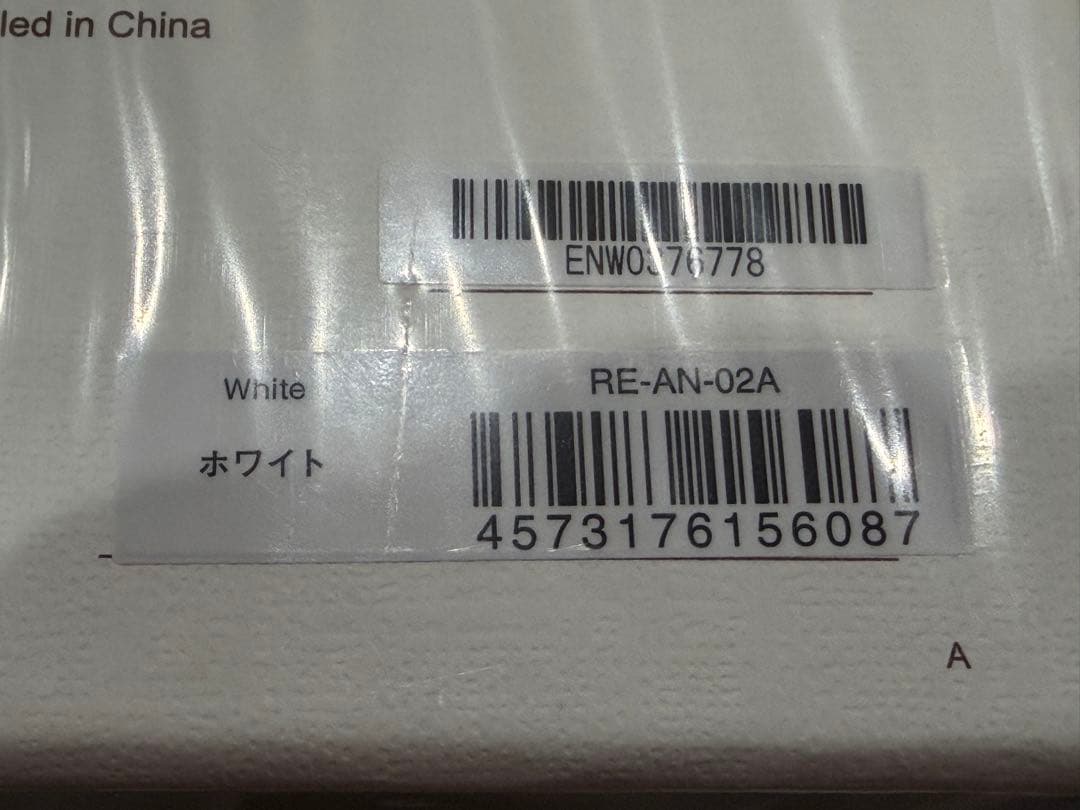 led in China
ENW0376778
White
RE-AN-02A
ホワイト
4573176156087
A